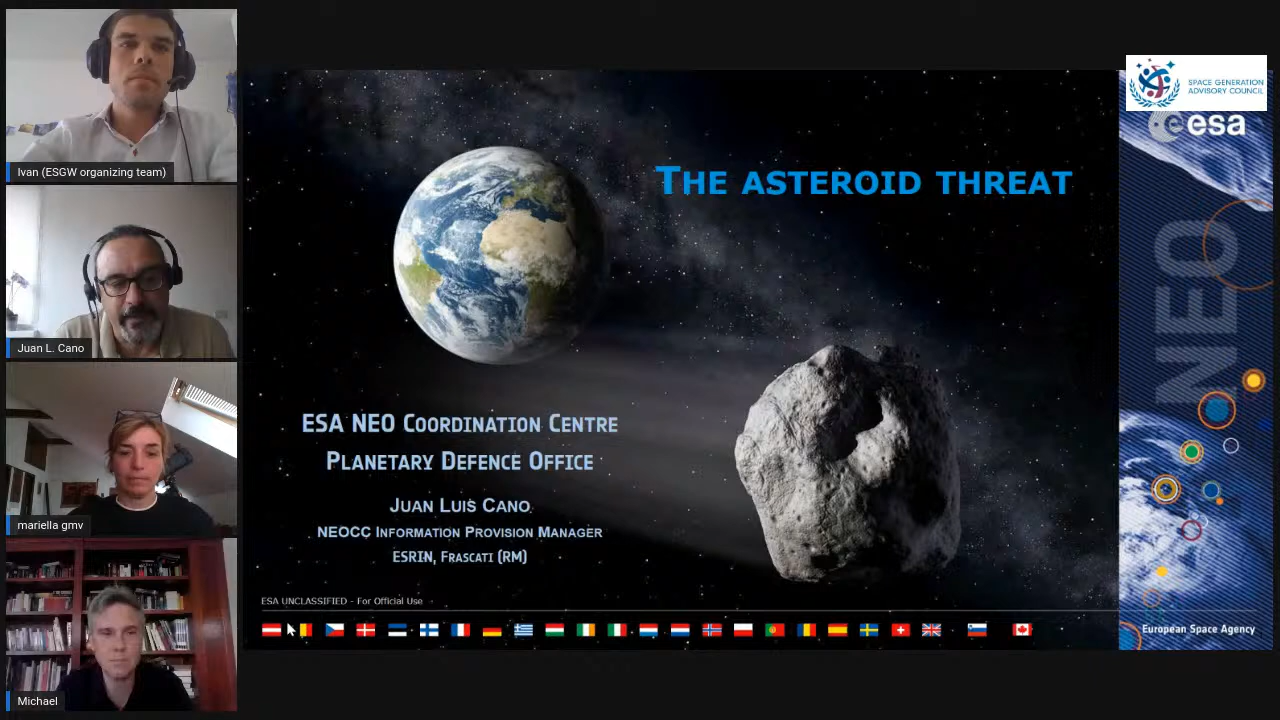 Ivan (ESGW organizing team)
Juan L. Cano
mariella gmv
Michael
THE ASTEROID THREAT
ESA NEO COORDINATION CENTRE
PLANETARY DEFENCE OFFICE
JUAN LUIS CANO
NEOCC INFORMATION PROVISION MANAGER
ESRIN, FRASCATI (RM)
ESA UNCLASSIFIED - For Official Use
SPACE GENERATION
ADVISORY COUNCIL
esa
NEO
European Space Agency